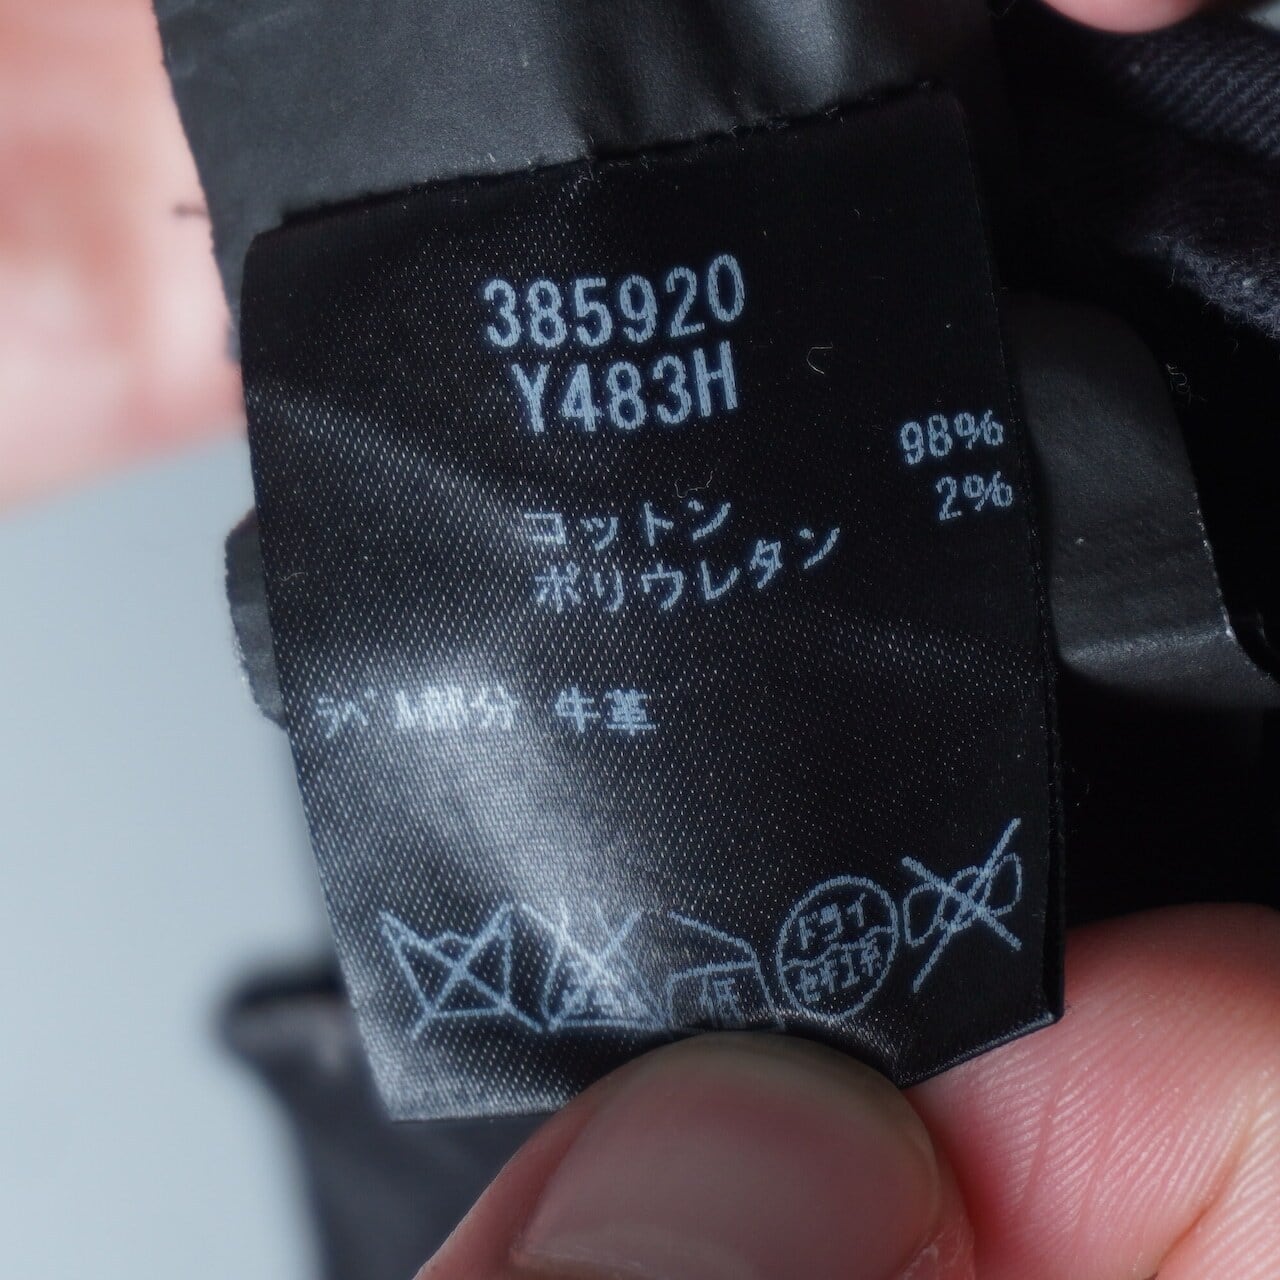 385920
Y483H
98%
2%
コットン
ポリウレタン
ラベル部分 牛革
低
ドライ
セキユ系